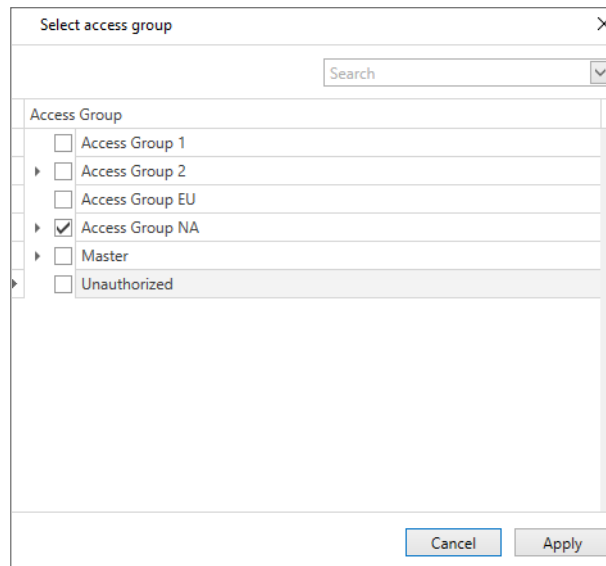 Select access group
Search
Access Group
Access Group 1
Access Group 2
Access Group EU
Access Group NA
Master
Unauthorized
Cancel Apply